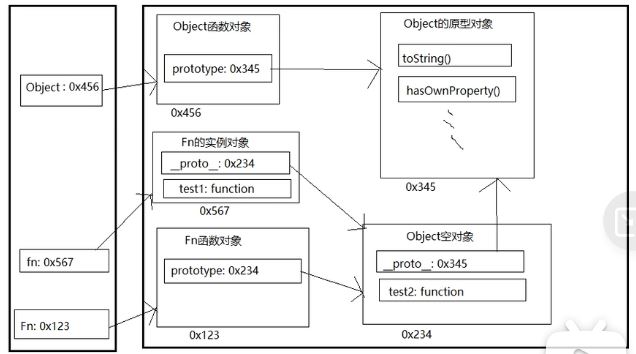 Object : 0x456
fn: 0x567
Fn: 0x123
Object函数对象
prototype: 0x345
0x456
Fn的实例对象
__proto__: 0x234
test1: function
0x567
Fn函数对象
prototype: 0x234
0x123
Object的原型对象
toString()
hasOwnProperty()
0x345
Object空对象
__proto__: 0x345
test2: function
0x234